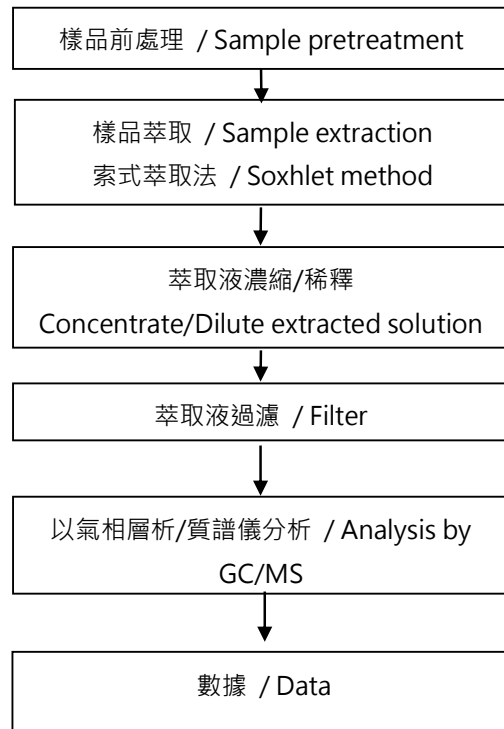 樣品前處理 / Sample pretreatment
樣品萃取 / Sample extraction
索式萃取法 / Soxhlet method
萃取液濃縮/稀釋
Concentrate/Dilute extracted solution
萃取液過濾 / Filter
以氣相層析/質譜儀分析 / Analysis by
GC/MS
數據 / Data